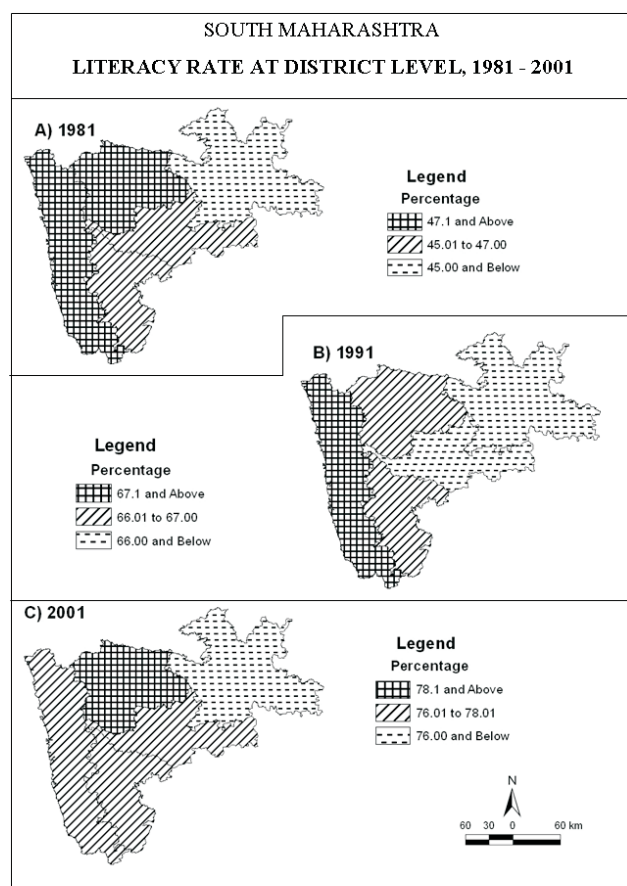 SOUTH MAHARASHTRA
LITERACY RATE AT DISTRICT LEVEL, 1981 - 2001
A) 1981
Legend
Percentage
47.1 and Above
45.01 to 47.00
45.00 and Below
B) 1991
Legend
Percentage
67.1 and Above
66.01 to 67.00
66.00 and Below
C) 2001
Legend
Percentage
78.1 and Above
76.01 to 78.01
76.00 and Below
N
60 30 0 60 km